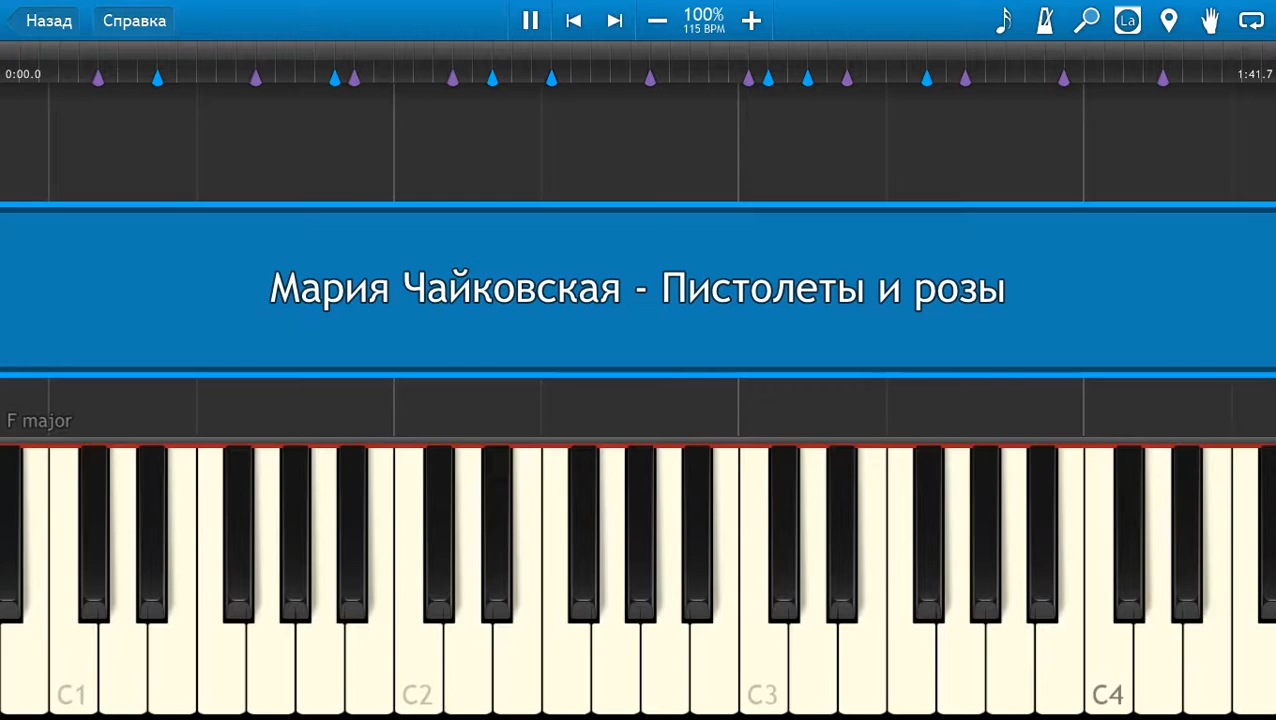 Назад Справка 100% La
115 BPM
0:00.0 1:41.7
Мария Чайковская - Пистолеты и розы
F major
C1 C2 C3 C4